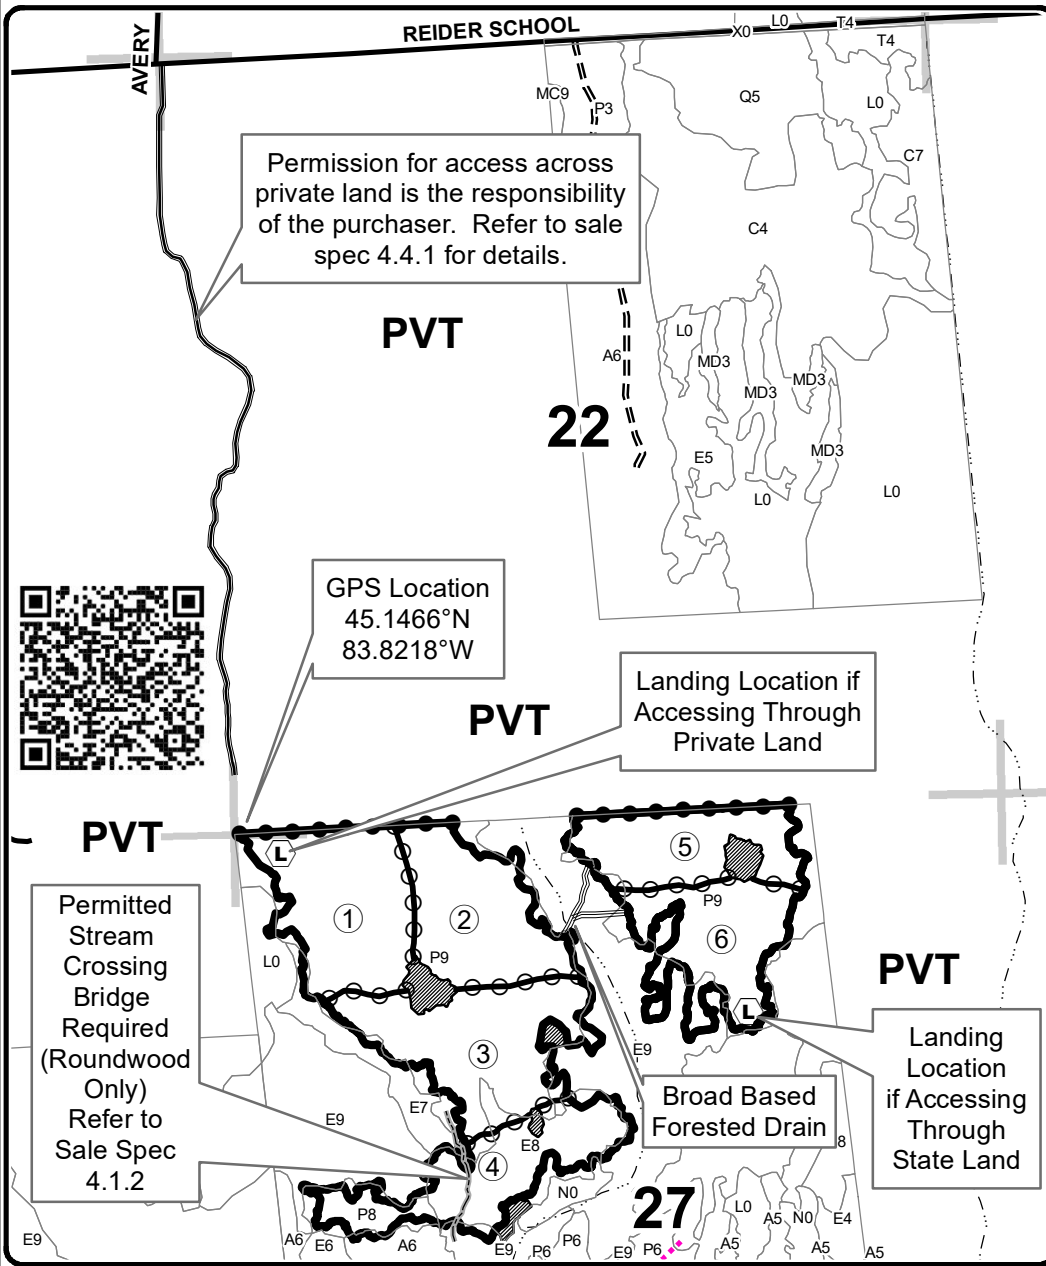 REIDER SCHOOL
AVERY
X0
L0
T4
T4
MC9
P3
Q5
L0
C7
Permission for access across
private land is the responsibility
of the purchaser. Refer to sale
spec 4.4.1 for details.
C4
PVT
L0
A6
MD3
MD3
MD3
22
MD3
E5
L0
L0
GPS Location
45.1466°N
83.8218°W
Landing Location if
Accessing Through
Private Land
PVT
PVT
L
5
P9
1
2
6
P9
L0
PVT
L
Permitted
Stream
Crossing
Bridge
Required
(Roundwood
Only)
Refer to
Sale Spec
4.1.2
3
E9
Landing
Location
if Accessing
Through
State Land
Broad Based
Forested Drain
E7
E9
E8
8
4
N0
P8
27
L0
A5
N0
E4
E9
A6
E6
A6
E9
P6
P6
E9
P6
A5
A5
A5